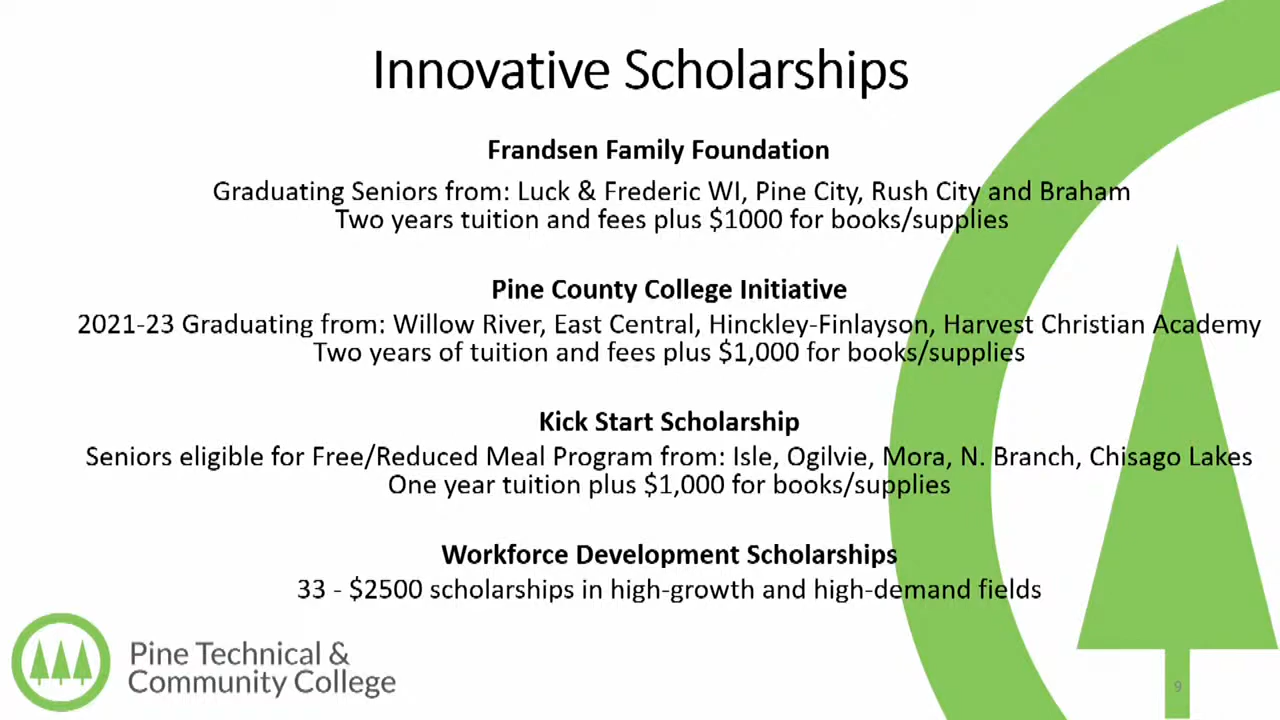 Innovative Scholarships
Frandsen Family Foundation
Graduating Seniors from: Luck & Frederic WI, Pine City, Rush City and Braham
Two years tuition and fees plus $1000 for books/supplies
Pine County College Initiative
2021-23 Graduating from: Willow River, East Central, Hinckley-Finlayson, Harvest Christian Academy
Two years of tuition and fees plus $1,000 for books/supplies
Kick Start Scholarship
Seniors eligible for Free/Reduced Meal Program from: Isle, Ogilvie, Mora, N. Branch, Chisago Lakes
One year tuition plus $1,000 for books/supplies
Workforce Development Scholarships
33 - $2500 scholarships in high-growth and high-demand fields
Pine Technical &
Community College
9